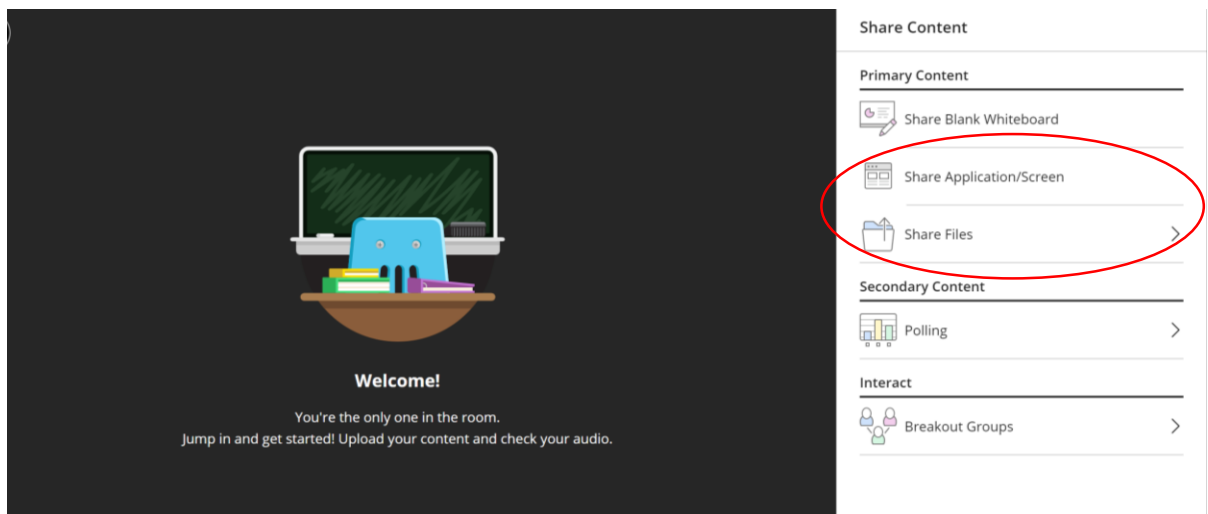 Share Content
Primary Content
Share Blank Whiteboard
Share Application/Screen
Share Files
Secondary Content
Polling
Interact
Breakout Groups
Welcome!
You're the only one in the room.
Jump in and get started! Upload your content and check your audio.